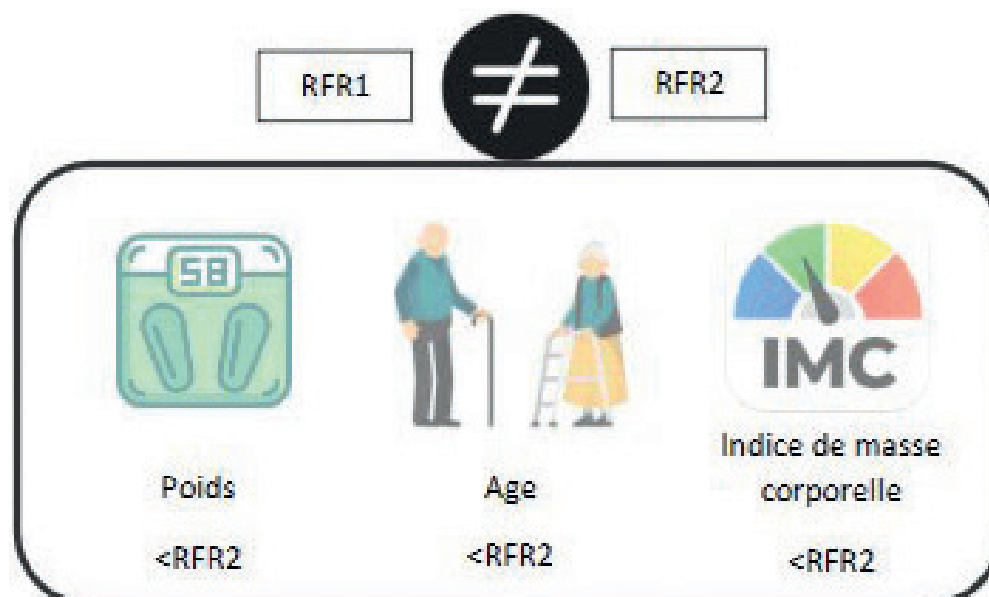 RFR1
≠
RFR2
58
IMC
Poids
Age
Indice de masse
corporelle
<RFR2
<RFR2
<RFR2